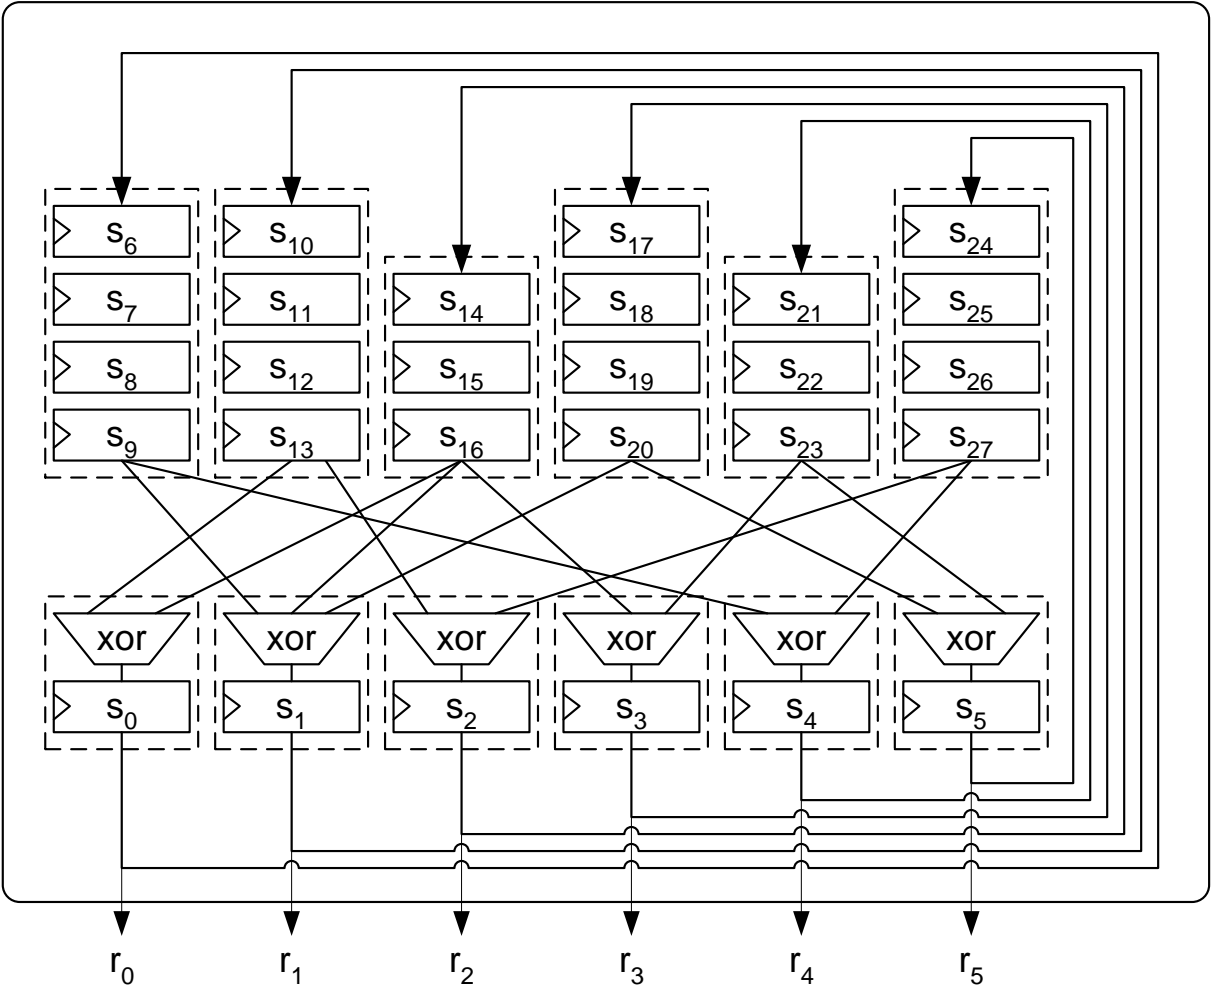 s6 s10 s17 s24
s7 s11 s14 s18 s21 s25
s8 s12 s15 s19 s22 s26
s9 s13 s16 s20 s23 s27
xor xor xor xor xor xor
s0 s1 s2 s3 s4 s5
r0 r1 r2 r3 r4 r5